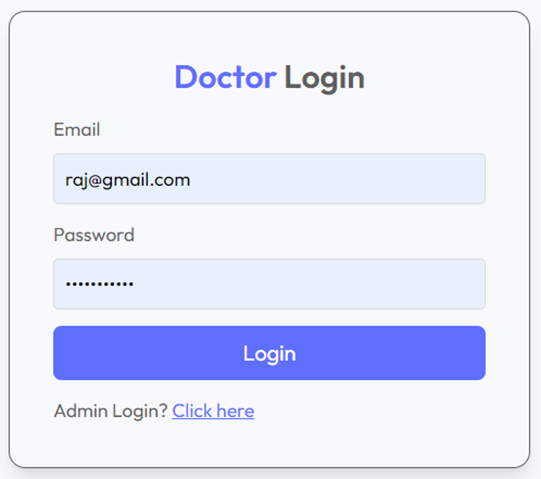 Doctor Login
Email
raj@gmail.com
Password
•••••••••••
Login
Admin Login? Click here